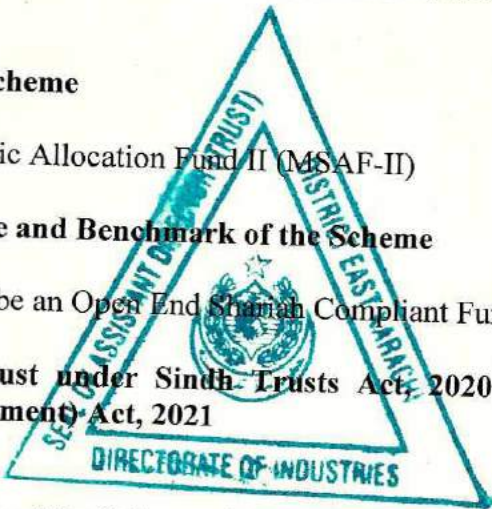 cheme
ic Allocation Fund II (MSAF-II)
e and Benchmark of the Scheme
be an Open End Shariah Compliant Fu
ust under Sindh Trusts Act, 2020
ment) Act, 2021
SEAL OF ASSISTANT DIRECTOR (TRUST)
DISTRICT EAST KARACHI
DIRECTORATE OF INDUSTRIES